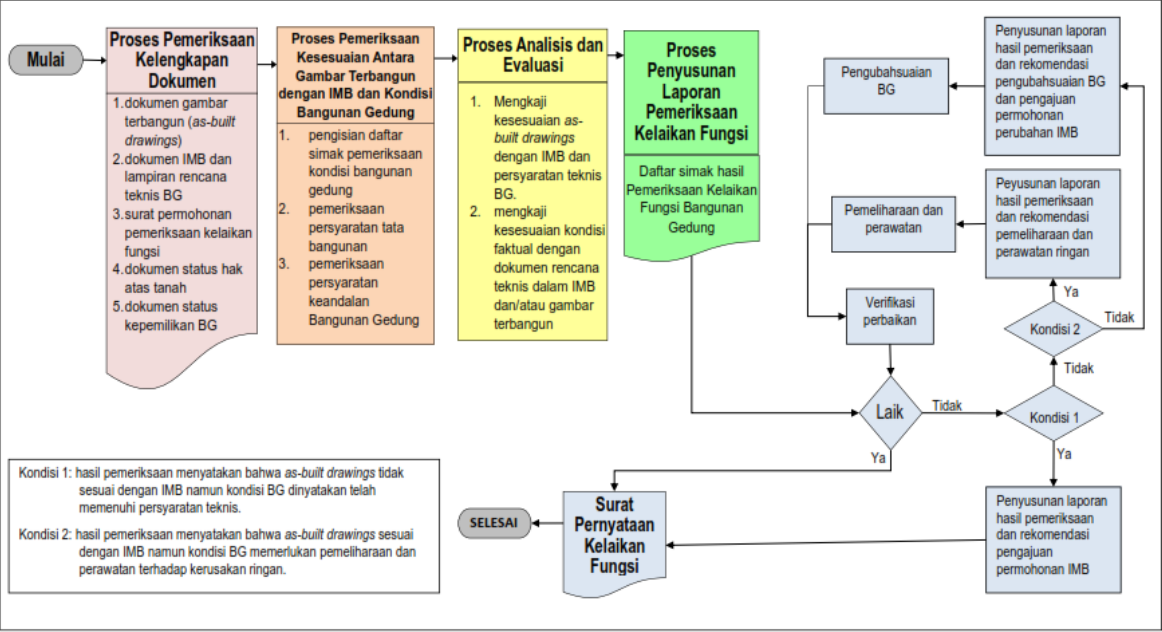 Mulai
Proses Pemeriksaan
Kelengkapan
Dokumen
1.dokumen gambar
terbangun (as-built
drawings)
2.dokumen IMB dan
lampiran rencana
teknis BG
3.surat permohonan
pemeriksaan kelaikan
fungsi
4.dokumen status hak
atas tanah
5.dokumen status
kepemilikan BG
Proses Pemeriksaan
Kesesuaian Antara
Gambar Terbangun
dengan IMB dan Kondisi
Bangunan Gedung
1. pengisian daftar
simak pemeriksaan
kondisi bangunan
gedung
2. pemeriksaan
persyaratan tata
bangunan
3. pemeriksaan
persyaratan
keandalan
Bangunan Gedung
Proses Analisis dan
Evaluasi
1. Mengkaji
kesesuaian as-
built drawings
dengan IMB dan
persyaratan teknis
BG.
2. mengkaji
kesesuaian kondisi
faktual dengan
dokumen rencana
teknis dalam IMB
dan/atau gambar
terbangun
Proses
Penyusunan
Laporan
Pemeriksaan
Kelaikan Fungsi
Daftar simak hasil
Pemeriksaan Kelaikan
Fungsi Bangunan
Gedung
Pengubahsuaian
BG
Penyusunan laporan
hasil pemeriksaan
dan rekomendasi
pengubahsuaian BG
dan pengajuan
permohonan
perubahan IMB
Pemeliharaan dan
perawatan
Peyusunan laporan
hasil pemeriksaan
dan rekomendasi
pemeliharaan dan
perawatan ringan
Verifikasi
perbaikan
Ya
Kondisi 2
Tidak
Tidak
Laik
Tidak
Kondisi 1
Ya
Ya
Kondisi 1: hasil pemeriksaan menyatakan bahwa as-built drawings tidak
sesuai dengan IMB namun kondisi BG dinyatakan telah
memenuhi persyaratan teknis.
Kondisi 2: hasil pemeriksaan menyatakan bahwa as-built drawings sesuai
dengan IMB namun kondisi BG memerlukan pemeliharaan dan
perawatan terhadap kerusakan ringan.
SELESAI
Surat
Pernyataan
Kelaikan
Fungsi
Penyusunan laporan
hasil pemeriksaan
dan rekomendasi
pengajuan
permohonan IMB